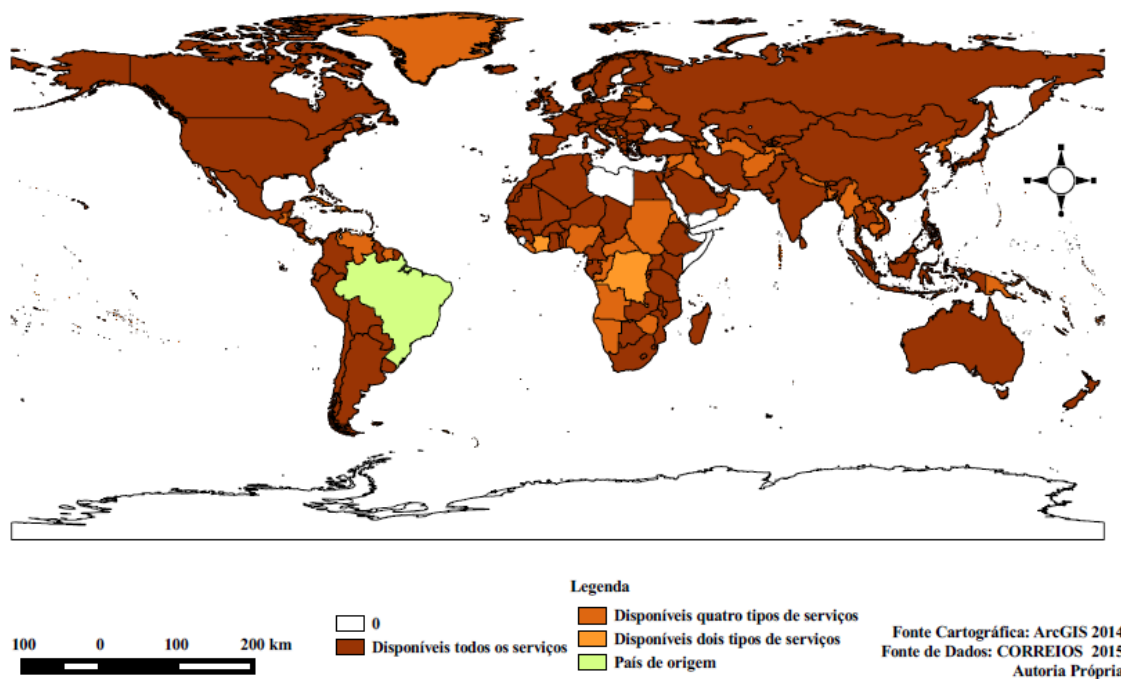 Legenda
0
Disponíveis todos os serviços
Disponíveis quatro tipos de serviços
Disponíveis dois tipos de serviços
País de origem
100 0 100 200 km
Fonte Cartográfica: ArcGIS 2014
Fonte de Dados: CORREIOS 2015
Autoria Própria